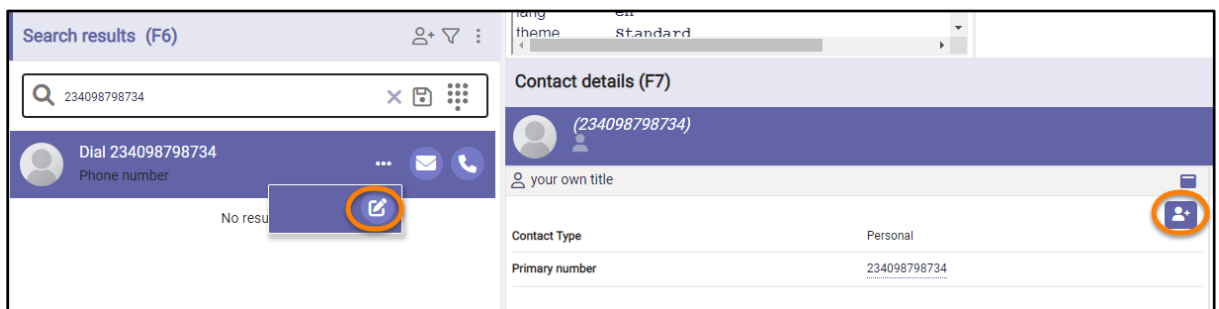 Search results (F6)
234098798734
Dial 234098798734
Phone number
No resu
lang en
theme Standard
Contact details (F7)
(234098798734)
your own title
Contact Type Personal
Primary number 234098798734